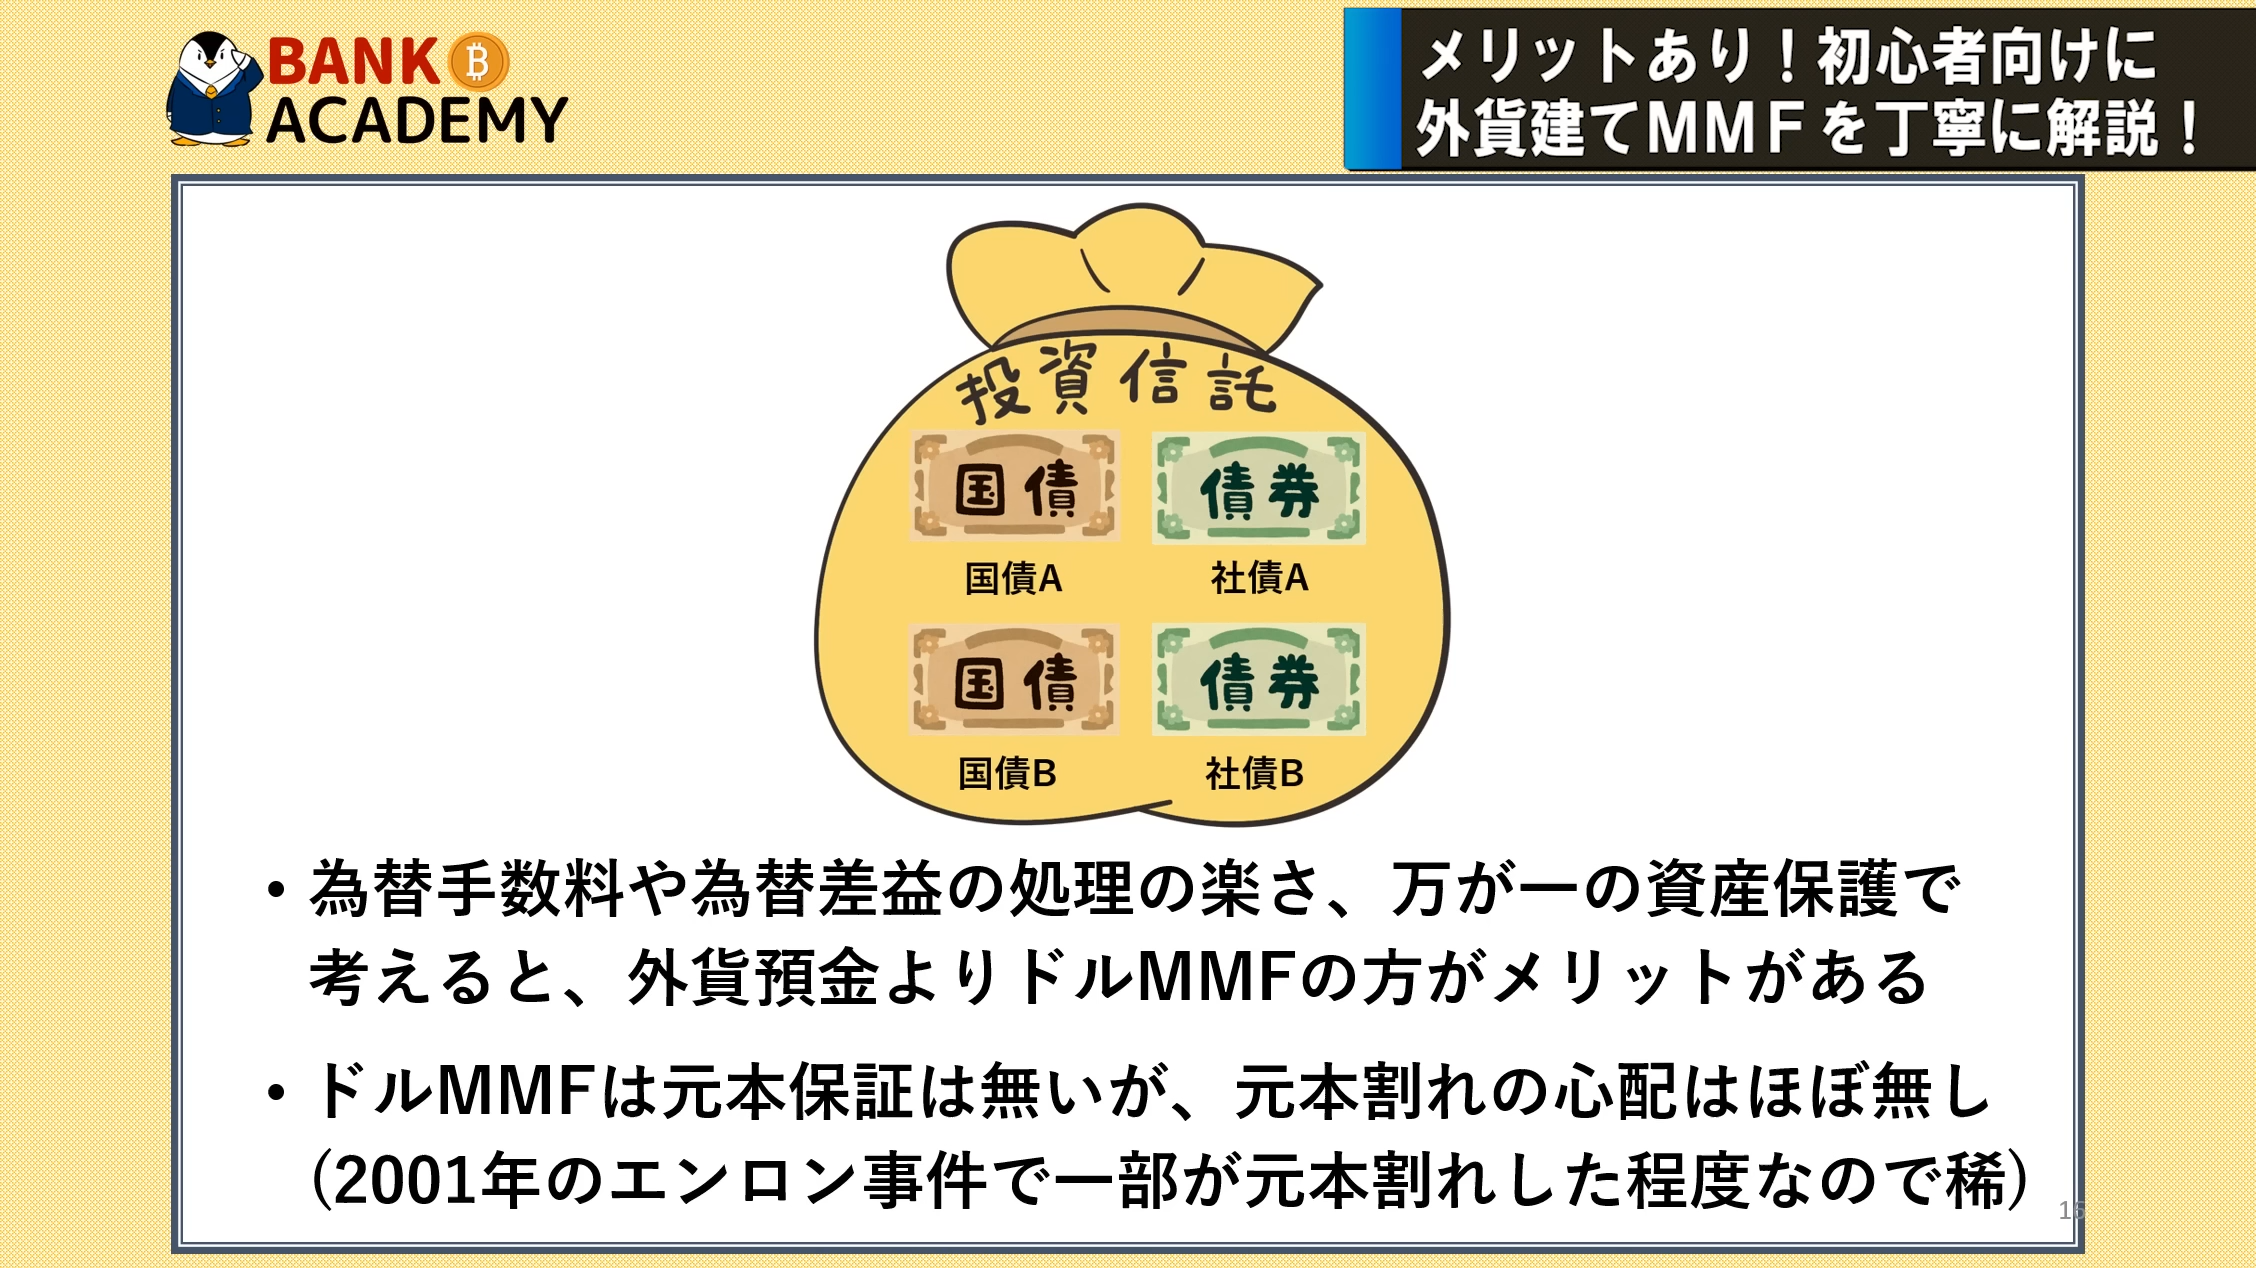 BANK
ACADEMY
メリットあり！初心者向けに
外貨建てMMFを丁寧に解説！
投資信託
国債 債券
国債A 社債A
国債 債券
国債B 社債B
・為替手数料や為替差益の処理の楽さ、万が一の資産保護で
考えると、外貨預金よりドルMMFの方がメリットがある
・ドルMMFは元本保証は無いが、元本割れの心配はほぼ無し
(2001年のエンロン事件で一部が元本割れした程度なので稀)